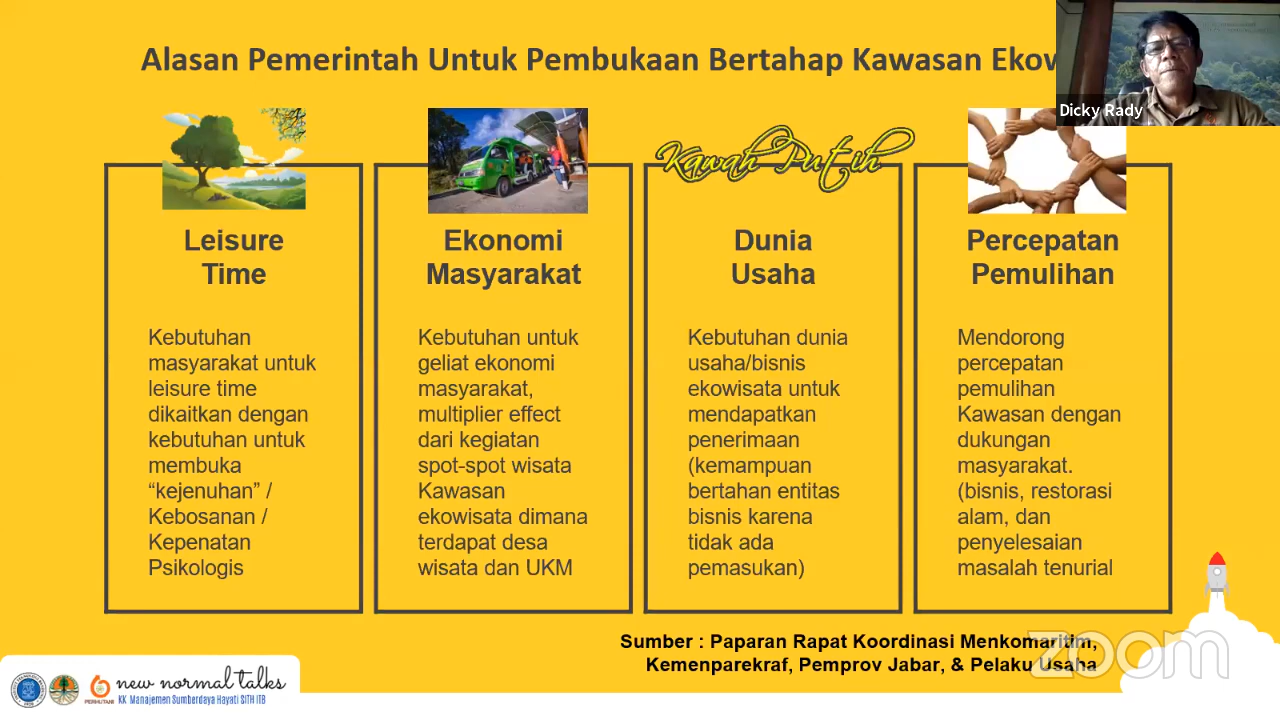 Alasan Pemerintah Untuk Pembukaan Bertahap Kawasan Ekow
Dicky Rady
Kawah Putih
Leisure
Time
Kebutuhan
masyarakat untuk
leisure time
dikaitkan dengan
kebutuhan untuk
membuka
“kejenuhan” /
Kebosanan /
Kepenatan
Psikologis
Ekonomi
Masyarakat
Kebutuhan untuk
geliat ekonomi
masyarakat,
multiplier effect
dari kegiatan
spot-spot wisata
Kawasan
ekowisata dimana
terdapat desa
wisata dan UKM
Dunia
Usaha
Kebutuhan dunia
usaha/bisnis
ekowisata untuk
mendapatkan
penerimaan
(kemampuan
bertahan entitas
bisnis karena
tidak ada
pemasukan)
Percepatan
Pemulihan
Mendorong
percepatan
pemulihan
Kawasan dengan
dukungan
masyarakat.
(bisnis, restorasi
alam, dan
penyelesaian
masalah tenurial
Sumber : Paparan Rapat Koordinasi Menkomaritim,
Kemenparekraf, Pemprov Jabar, & Pelaku Usaha
zoom
PERHUTANI
new normal talks
KK Manajemen Sumberdaya Hayati SITH ITB